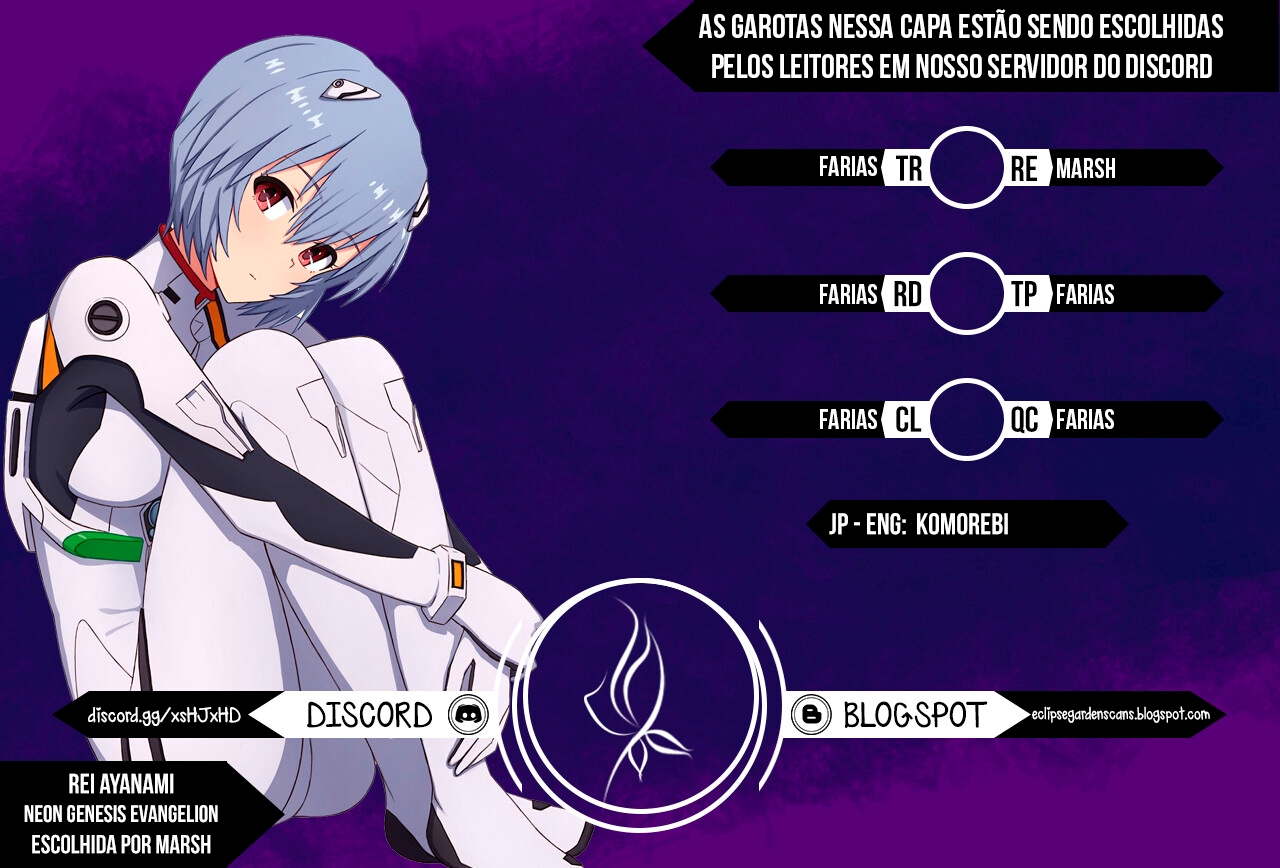 AS GAROTAS NESSA CAPA ESTÃO SENDO ESCOLHIDAS
PELOS LEITORES EM NOSSO SERVIDOR DO DISCORD
FARIAS TR RE MARSH
FARIAS RD TP FARIAS
FARIAS CL QC FARIAS
JP - ENG: KOMOREBI
discord.gg/xsHJxHD DISCORD BLOGSPOT eclipsegardenscans.blogspot.com
REI AYANAMI
NEON GENESIS EVANGELION
ESCOLHIDA POR MARSH